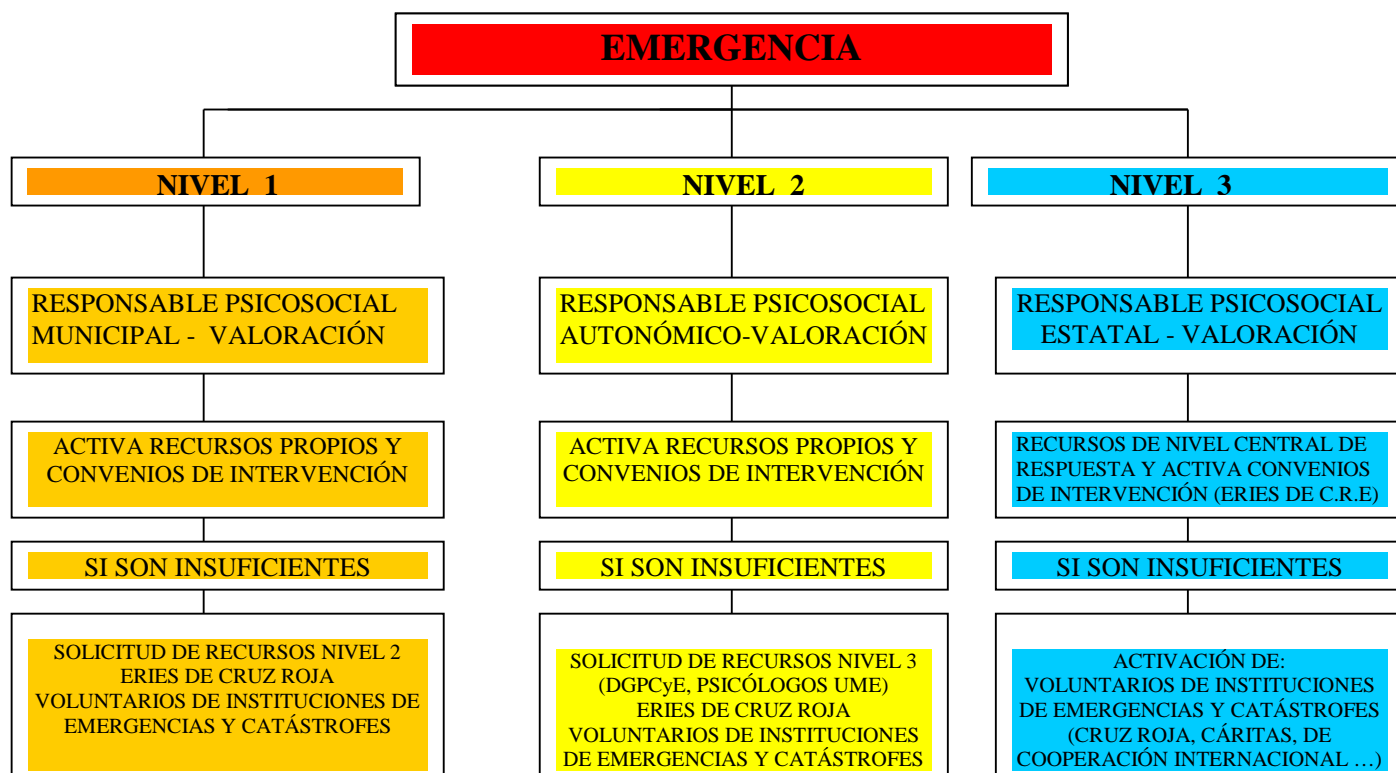 EMERGENCIA
NIVEL 1
NIVEL 2
NIVEL 3
RESPONSABLE PSICOSOCIAL
MUNICIPAL - VALORACIÓN
RESPONSABLE PSICOSOCIAL
AUTONÓMICO-VALORACIÓN
RESPONSABLE PSICOSOCIAL
ESTATAL - VALORACIÓN
ACTIVA RECURSOS PROPIOS Y
CONVENIOS DE INTERVENCIÓN
ACTIVA RECURSOS PROPIOS Y
CONVENIOS DE INTERVENCIÓN
RECURSOS DE NIVEL CENTRAL DE
RESPUESTA Y ACTIVA CONVENIOS
DE INTERVENCIÓN (ERIES DE C.R.E)
SI SON INSUFICIENTES
SI SON INSUFICIENTES
SI SON INSUFICIENTES
SOLICITUD DE RECURSOS NIVEL 2
ERIES DE CRUZ ROJA
VOLUNTARIOS DE INSTITUCIONES DE
EMERGENCIAS Y CATÁSTROFES
SOLICITUD DE RECURSOS NIVEL 3
(DGPCyE, PSICÓLOGOS UME)
ERIES DE CRUZ ROJA
VOLUNTARIOS DE INSTITUCIONES
DE EMERGENCIAS Y CATÁSTROFES
ACTIVACIÓN DE:
VOLUNTARIOS DE INSTITUCIONES
DE EMERGENCIAS Y CATÁSTROFES
(CRUZ ROJA, CÁRITAS, DE
COOPERACIÓN INTERNACIONAL …)